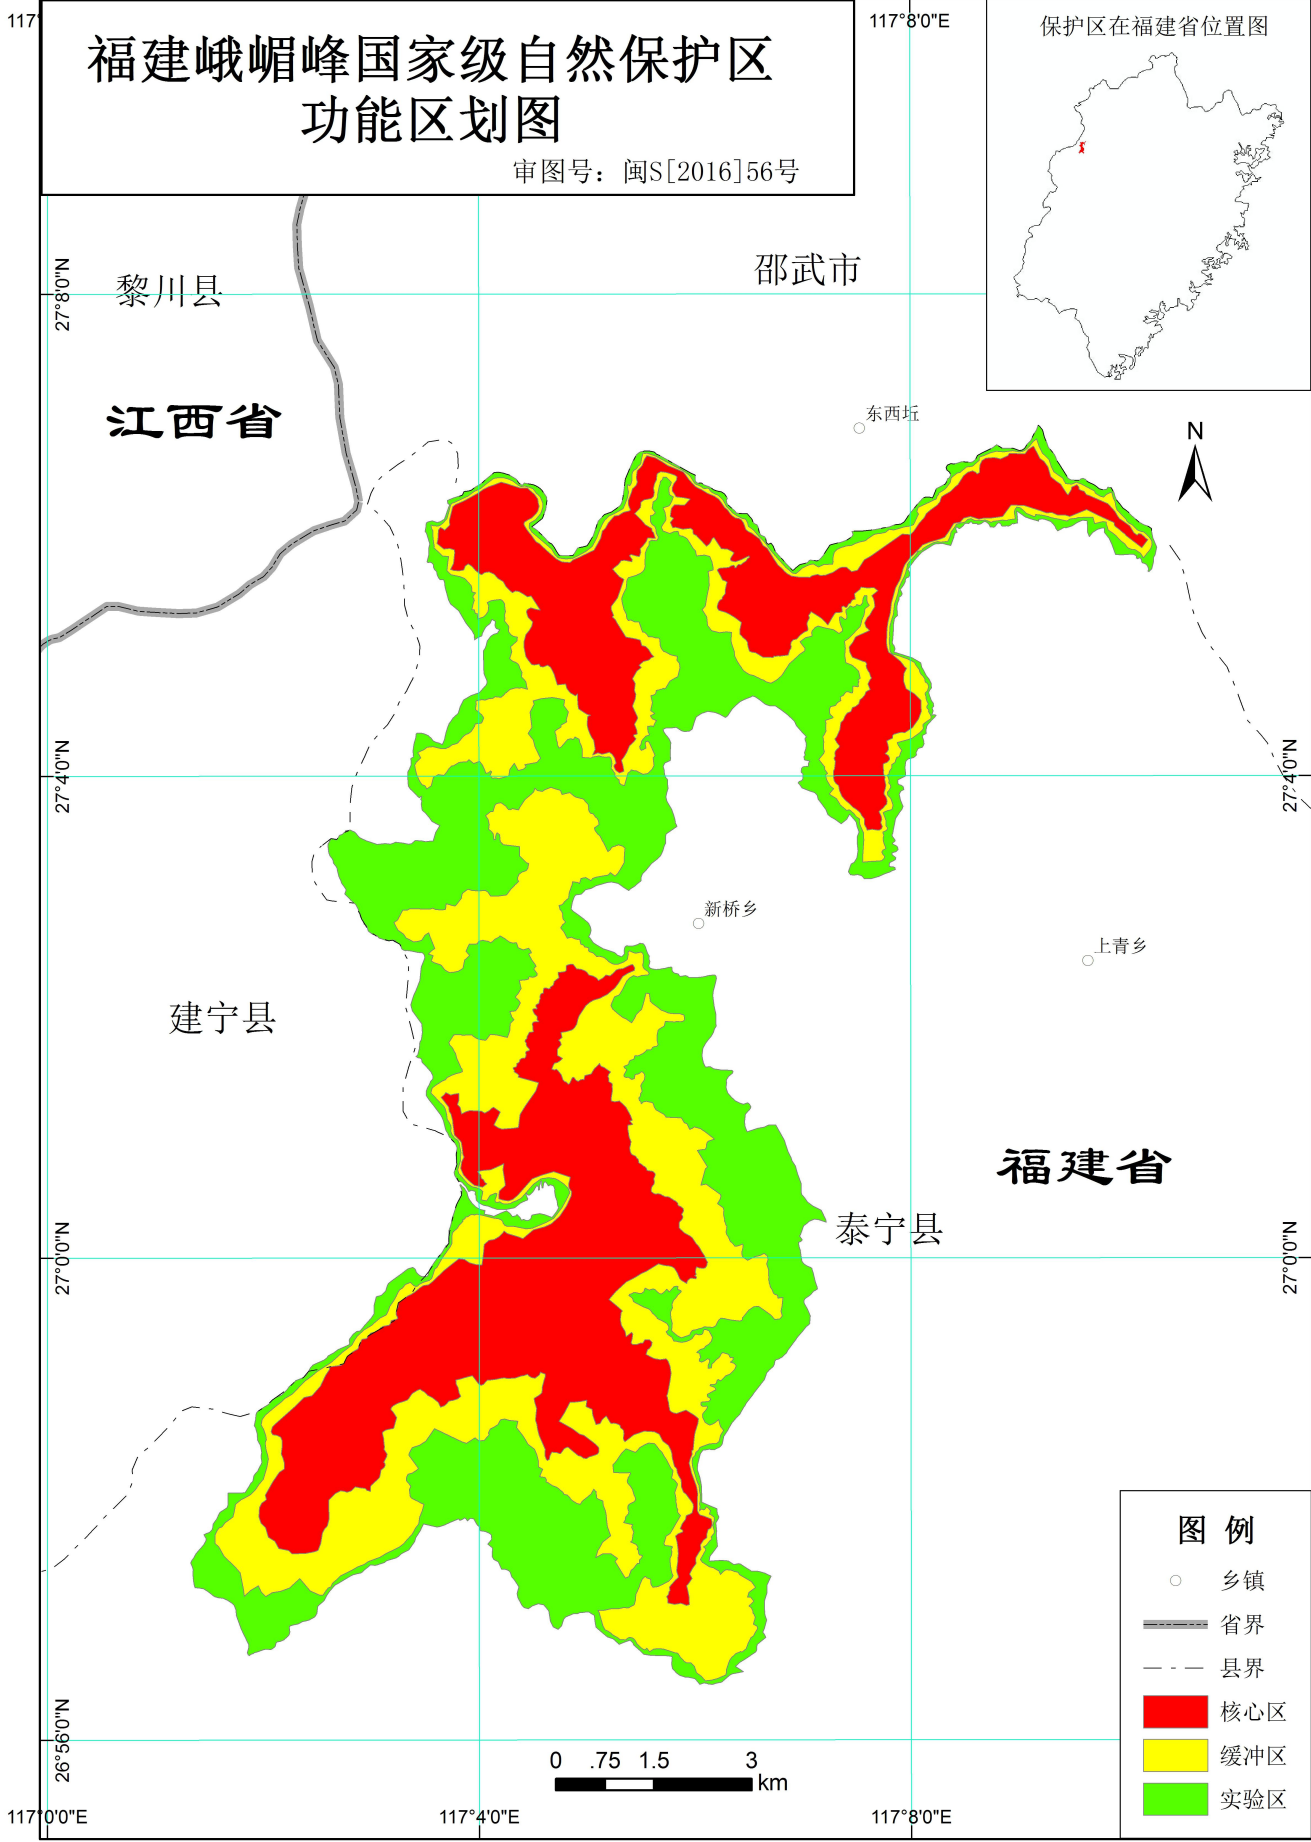 福建峨嵋峰国家级自然保护区
功能区划图
审图号：闽S[2016]56号
117°8'0"E
保护区在福建省位置图
27°8'0"N
黎川县
邵武市
江西省
东西坵
N
27°4'0"N
27°4'0"N
新桥乡
上青乡
建宁县
福建省
泰宁县
27°0'0"N
27°0'0"N
图 例
乡镇
省界
县界
核心区
缓冲区
实验区
26°56'0"N
0 .75 1.5 3
km
117°0'0"E
117°4'0"E
117°8'0"E